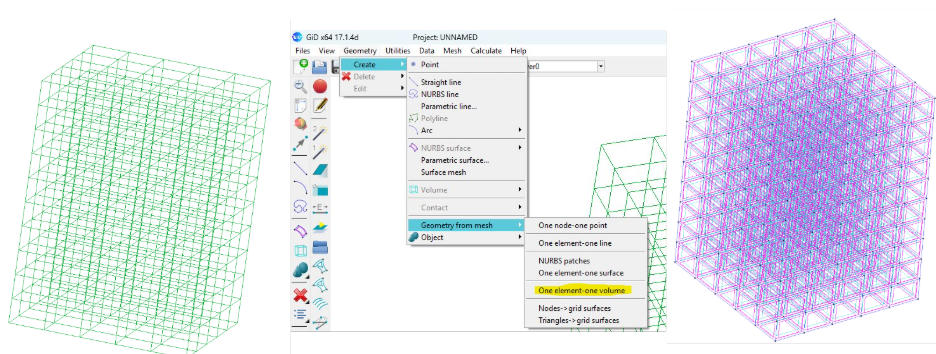 GiD x64 17.1.4d Project: UNNAMED
Files View Geometry Utilities Data Mesh Calculate Help
Create
Delete
Edit
Point
Straight line
NURBS line
Parametric line...
Polyline
Arc
NURBS surface
Parametric surface...
Surface mesh
Volume
Contact
Geometry from mesh
Object
One node-one point
One element-one line
NURBS patches
One element-one surface
One element-one volume
Nodes->grid surfaces
Triangles->grid surfaces